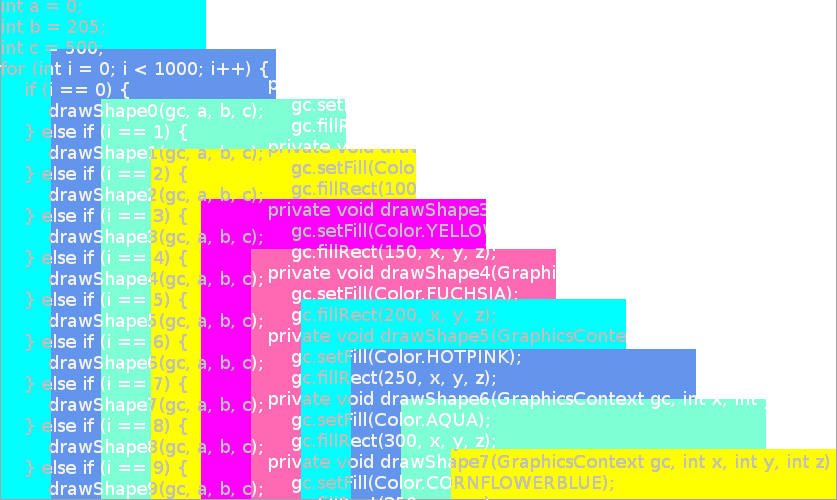 int a = 0;
int b = 205;
int c = 500;
for (int i = 0; i < 1000; i++) {
if (i == 0) {
drawShape0(gc, a, b, c);
} else if (i == 1) {
drawShape1(gc, a, b, c);
} else if (i == 2) {
drawShape2(gc, a, b, c);
} else if (i == 3) {
drawShape3(gc, a, b, c);
} else if (i == 4) {
drawShape4(gc, a, b, c);
} else if (i == 5) {
drawShape5(gc, a, b, c);
} else if (i == 6) {
drawShape6(gc, a, b, c);
} else if (i == 7) {
drawShape7(gc, a, b, c);
} else if (i == 8) {
drawShape8(gc, a, b, c);
} else if (i == 9) {
drawShape9(gc, a, b, c);
p
gc.set
gc.fillR
private void draw
gc.setFill(Colo
gc.fillRect(100
private void drawShape3
gc.setFill(Color.YELLOW
gc.fillRect(150, x, y, z);
private void drawShape4(Graphi
gc.setFill(Color.FUCHSIA);
gc.fillRect(200, x, y, z);
private void drawShape5(GraphicsConte
gc.setFill(Color.HOTPINK);
gc.fillRect(250, x, y, z);
private void drawShape6(GraphicsContext gc, int x, int
gc.setFill(Color.AQUA);
gc.fillRect(300, x, y, z);
private void drawShape7(GraphicsContext gc, int x, int y, int z)
gc.setFill(Color.CORNFLOWERBLUE);